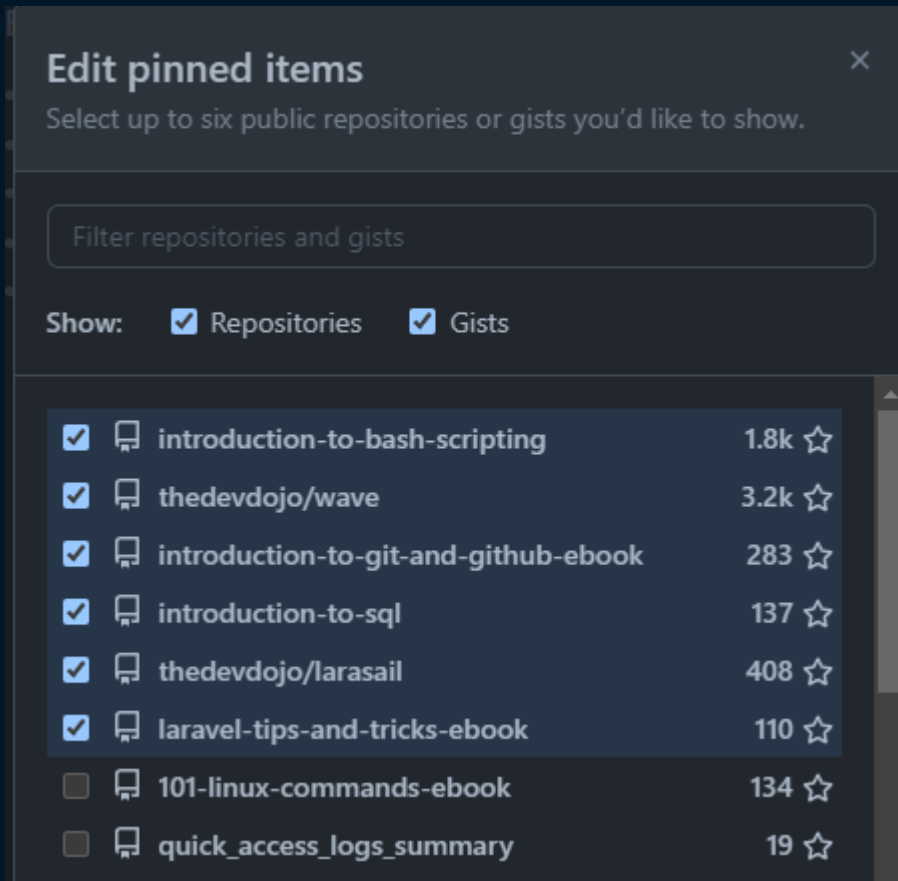 Edit pinned items
Select up to six public repositories or gists you’d like to show.
Filter repositories and gists
Show: Repositories Gists
introduction-to-bash-scripting 1.8k
thedevdojo/wave 3.2k
introduction-to-git-and-github-ebook 283
introduction-to-sql 137
thedevdojo/larasail 408
laravel-tips-and-tricks-ebook 110
101-linux-commands-ebook 134
quick_access_logs_summary 19